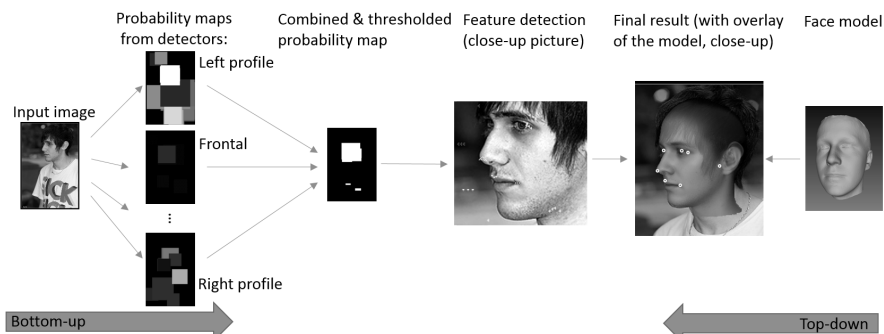 Probability maps
from detectors:
Combined & thresholded
probability map
Feature detection
(close-up picture)
Final result (with overlay
of the model, close-up)
Face model
Left profile
Input image
Frontal
...
Right profile
Bottom-up
Top-down